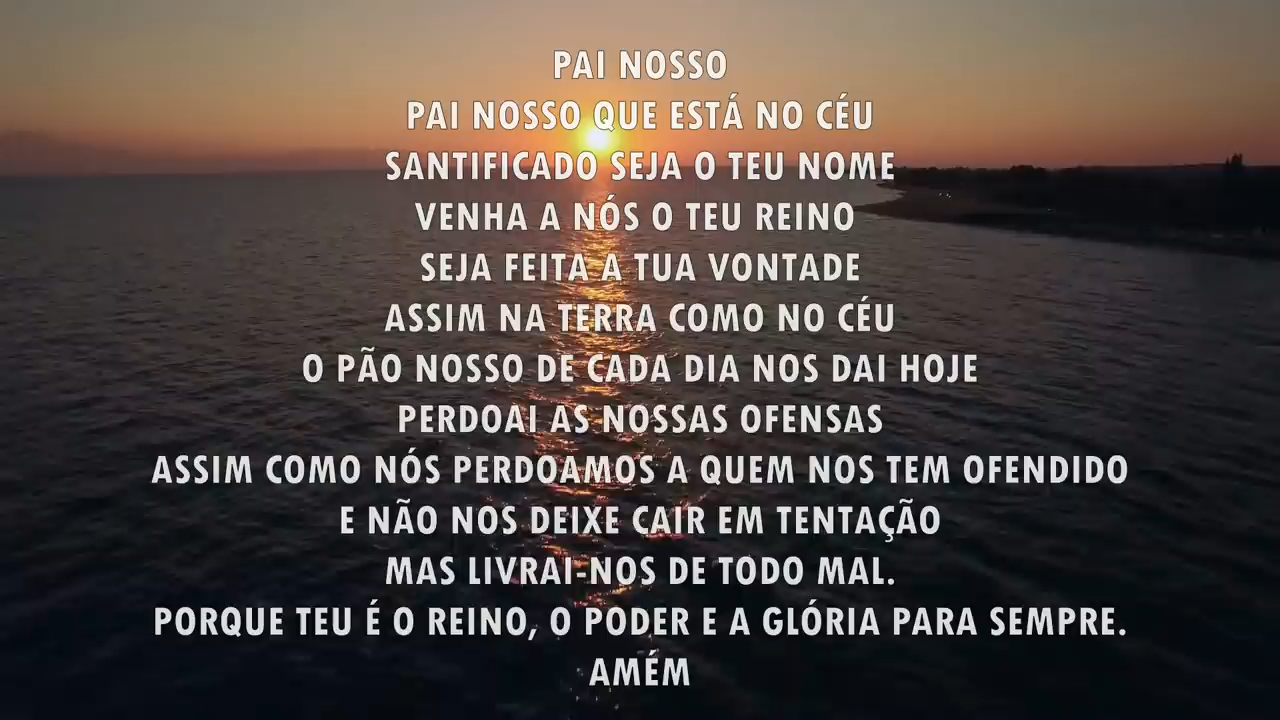 PAI NOSSO
PAI NOSSO QUE ESTÁ NO CÉU
SANTIFICADO SEJA O TEU NOME
VENHA A NÓS O TEU REINO
SEJA FEITA A TUA VONTADE
ASSIM NA TERRA COMO NO CÉU
O PÃO NOSSO DE CADA DIA NOS DAI HOJE
PERDOAI AS NOSSAS OFENSAS
ASSIM COMO NÓS PERDOAMOS A QUEM NOS TEM OFENDIDO
E NÃO NOS DEIXE CAIR EM TENTAÇÃO
MAS LIVRAI-NOS DE TODO MAL.
PORQUE TEU É O REINO, O PODER E A GLÓRIA PARA SEMPRE.
AMÉM